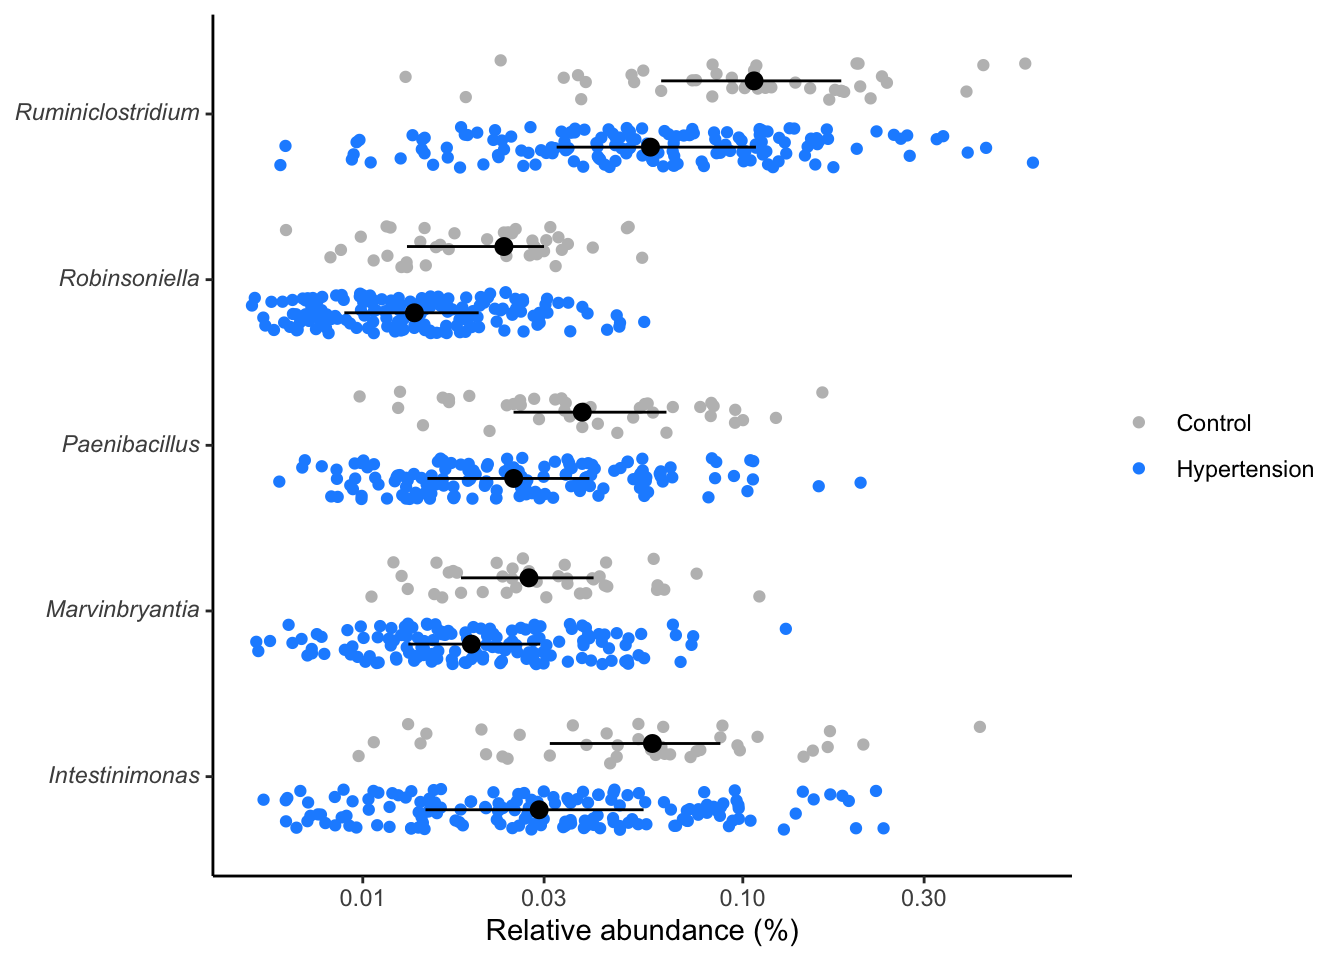 Ruminiclostridium
Robinsoniella
Paenibacillus
Marvinbryantia
Intestinimonas
0.01 0.03 0.10 0.30
Relative abundance (%)
Control
Hypertension